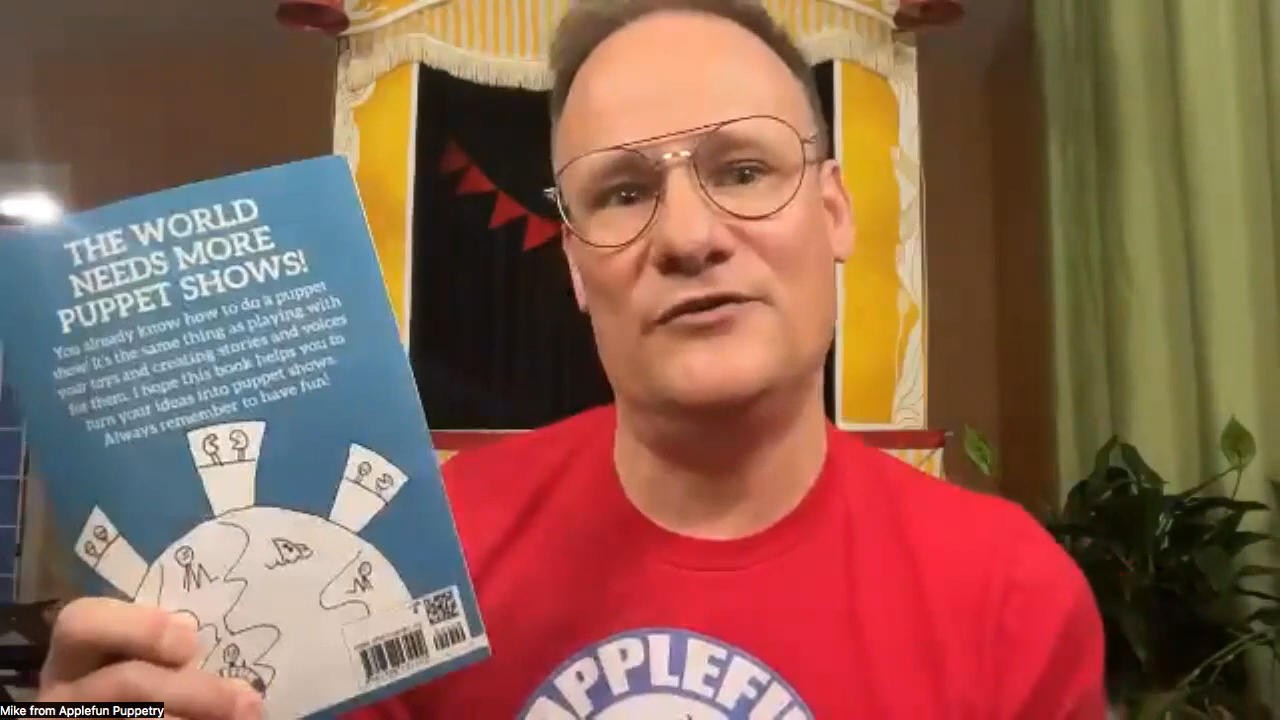 THE WORLD
NEEDS MORE
PUPPET SHOWS!
You already know how to do a puppet
show! It's the same thing as playing with
your toys and creating stories and voices
for them. I hope this book helps you to
turn your ideas into puppet shows.
Always remember to have fun!
APPLEFU
Mike from Applefun Puppetry